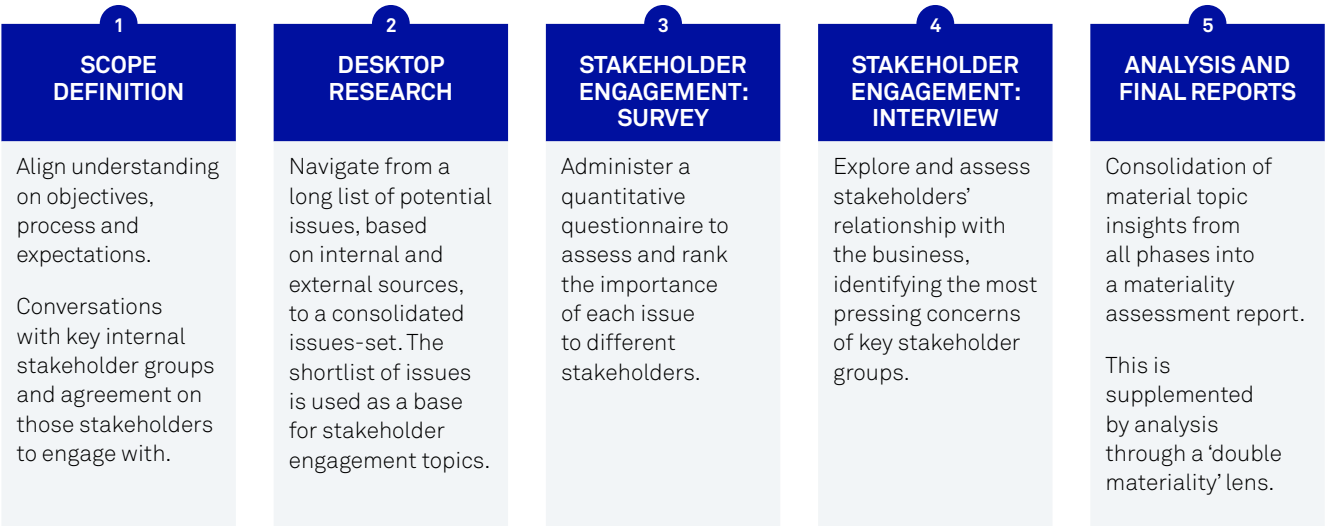 1
SCOPE
DEFINITION
Align understanding
on objectives,
process and
expectations.
Conversations
with key internal
stakeholder groups
and agreement on
those stakeholders
to engage with.
2
DESKTOP
RESEARCH
Navigate from a
long list of potential
issues, based
on internal and
external sources,
to a consolidated
issues-set. The
shortlist of issues
is used as a base
for stakeholder
engagement topics.
3
STAKEHOLDER
ENGAGEMENT:
SURVEY
Administer a
quantitative
questionnaire to
assess and rank
the importance
of each issue
to different
stakeholders.
4
STAKEHOLDER
ENGAGEMENT:
INTERVIEW
Explore and assess
stakeholders’
relationship with
the business,
identifying the most
pressing concerns
of key stakeholder
groups.
5
ANALYSIS AND
FINAL REPORTS
Consolidation of
material topic
insights from
all phases into
a materiality
assessment report.
This is
supplemented
by analysis
through a ‘double
materiality’ lens.